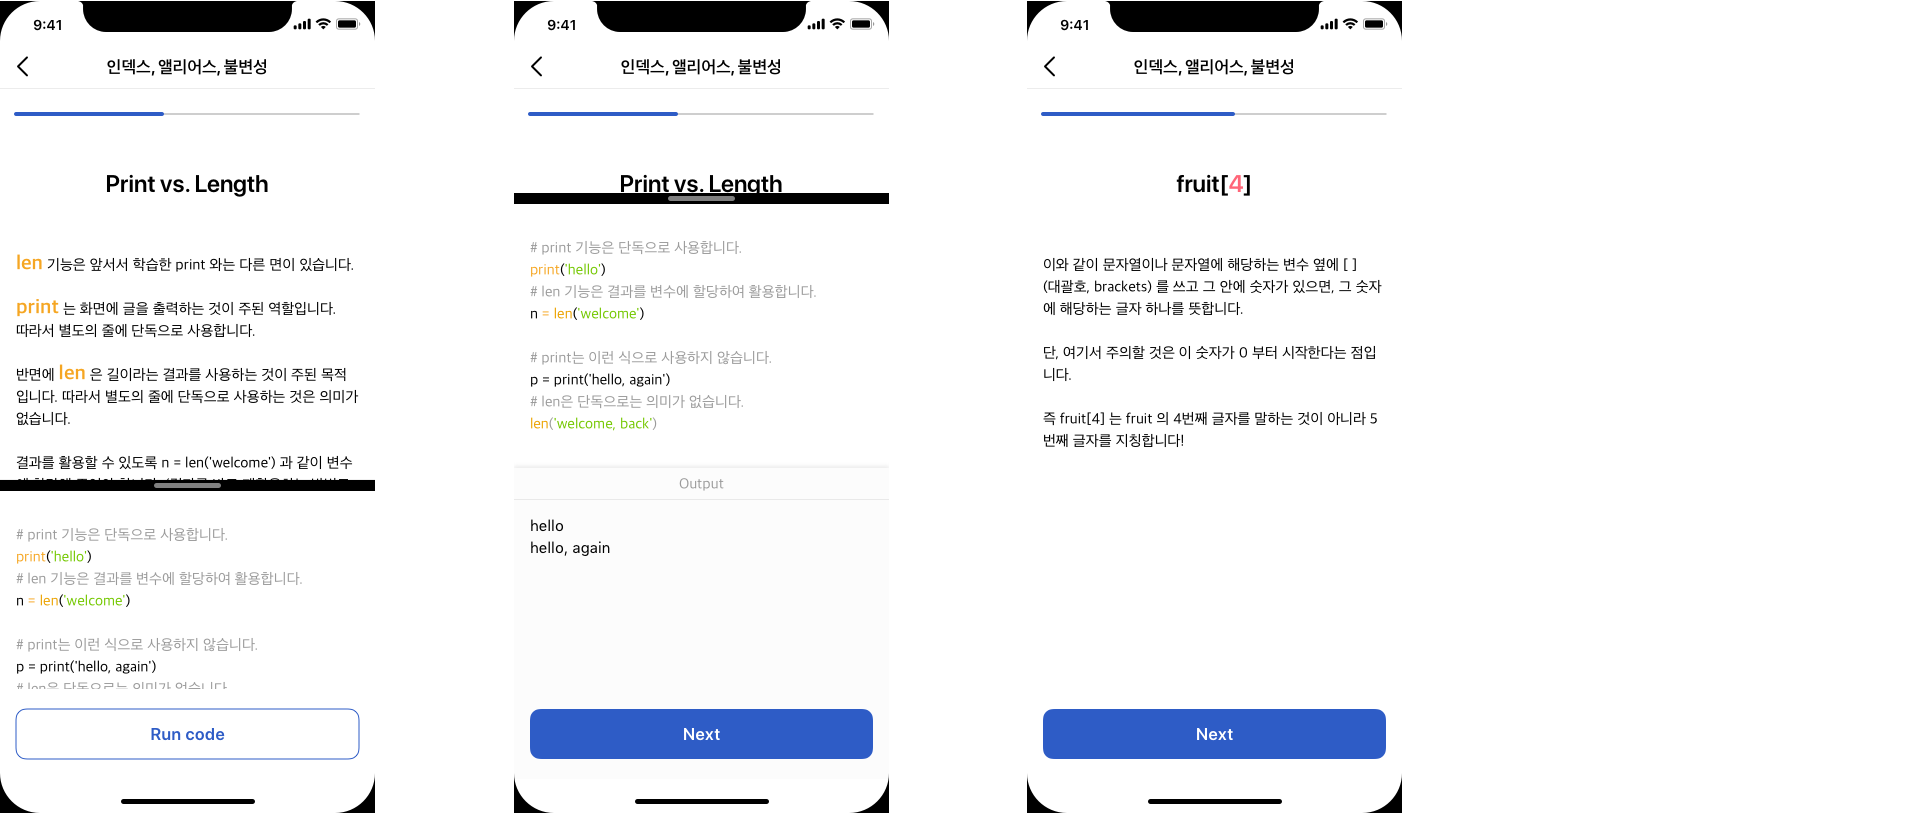 9:41
인덱스, 앨리어스, 불변성
Print vs. Length
len 기능은 앞서서 학습한 print 와는 다른 면이 있습니다.
print 는 화면에 글을 출력하는 것이 주된 역할입니다.
따라서 별도의 줄에 단독으로 사용합니다.
반면에 len 은 길이라는 결과를 사용하는 것이 주된 목적
입니다. 따라서 별도의 줄에 단독으로 사용하는 것은 의미가
없습니다.
결과를 활용할 수 있도록 n = len('welcome') 과 같이 변수
# print 기능은 단독으로 사용합니다.
print('hello')
# len 기능은 결과를 변수에 할당하여 활용합니다.
n = len('welcome')
# print는 이런 식으로 사용하지 않습니다.
p = print('hello, again')
# len은 단독으로는 의미가 없습니다.
Run code
9:41
인덱스, 앨리어스, 불변성
Print vs. Length
# print 기능은 단독으로 사용합니다.
print('hello')
# len 기능은 결과를 변수에 할당하여 활용합니다.
n = len('welcome')
# print는 이런 식으로 사용하지 않습니다.
p = print('hello, again')
# len은 단독으로는 의미가 없습니다.
len('welcome, back')
Output
hello
hello, again
Next
9:41
인덱스, 앨리어스, 불변성
fruit[4]
이와 같이 문자열이나 문자열에 해당하는 변수 옆에 [ ]
(대괄호, brackets) 를 쓰고 그 안에 숫자가 있으면, 그 숫자
에 해당하는 글자 하나를 뜻합니다.
단, 여기서 주의할 것은 이 숫자가 0 부터 시작한다는 점입
니다.
즉 fruit[4] 는 fruit 의 4번째 글자를 말하는 것이 아니라 5
번째 글자를 지칭합니다!
Next